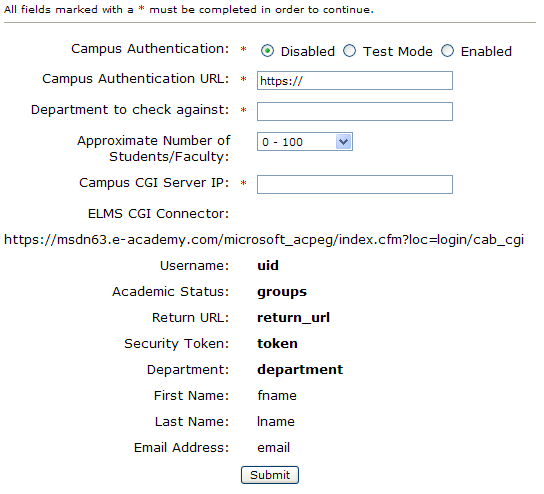 All fields marked with a * must be completed in order to continue.
Campus Authentication: * Disabled Test Mode Enabled
Campus Authentication URL: * https://
Department to check against: *
Approximate Number of 0 - 100
Students/Faculty:
Campus CGI Server IP: *
ELMS CGI Connector:
https://msdn63.e-academy.com/microsoft_acpeg/index.cfm?loc=login/cab_cgi
Username: uid
Academic Status: groups
Return URL: return_url
Security Token: token
Department: department
First Name: fname
Last Name: lname
Email Address: email
Submit